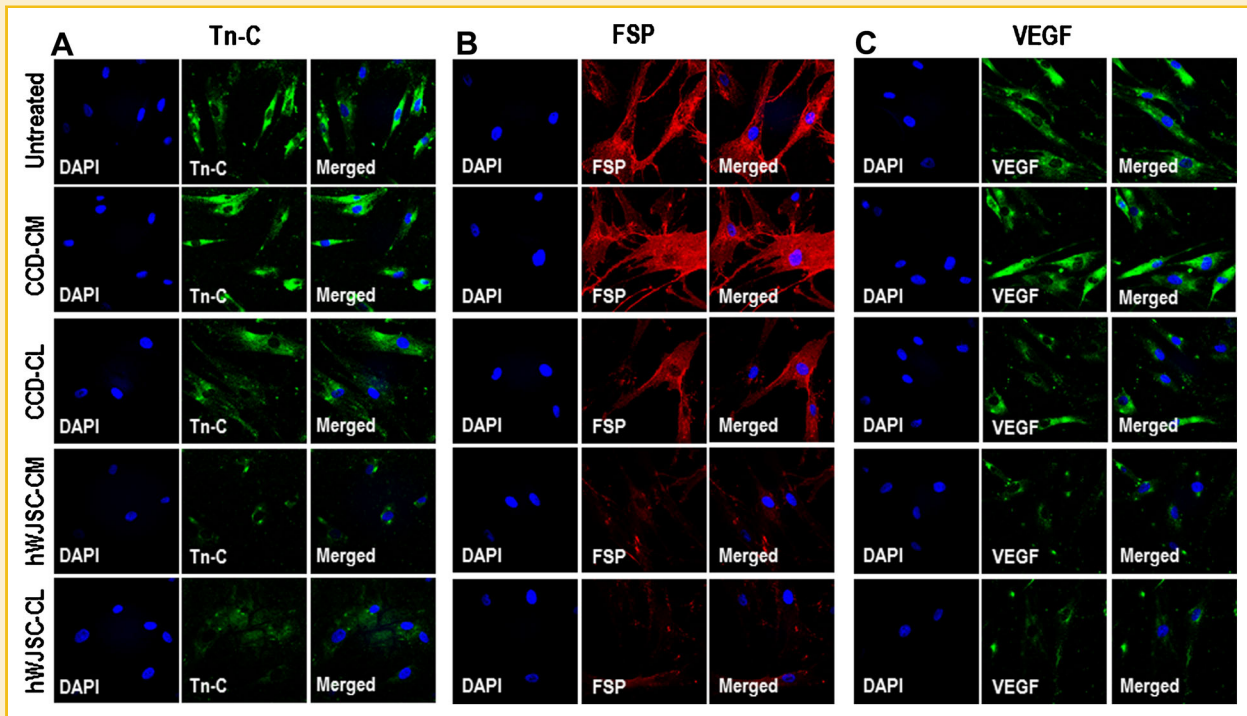 A Tn-C B FSP C VEGF
Untreated
DAPI Tn-C Merged DAPI FSP Merged DAPI VEGF Merged
CCD-CM
DAPI Tn-C Merged DAPI FSP Merged DAPI VEGF Merged
CCD-CL
DAPI Tn-C Merged DAPI FSP Merged DAPI VEGF Merged
hWJSC-CM
DAPI Tn-C Merged DAPI FSP Merged DAPI VEGF Merged
hWJSC-CL
DAPI Tn-C Merged DAPI FSP Merged DAPI VEGF Merged